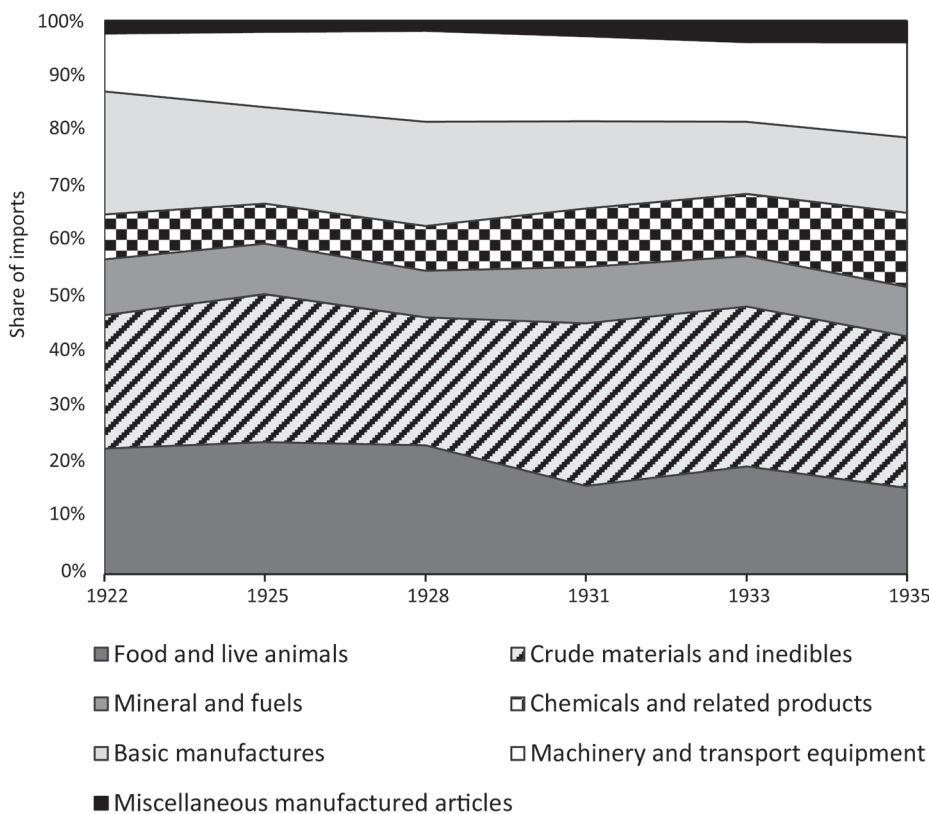 100%
90%
80%
70%
60%
50%
40%
30%
20%
10%
0%
Share of imports
1922 1925 1928 1931 1933 1935
Food and live animals Crude materials and inedibles
Mineral and fuels Chemicals and related products
Basic manufactures Machinery and transport equipment
Miscellaneous manufactured articles